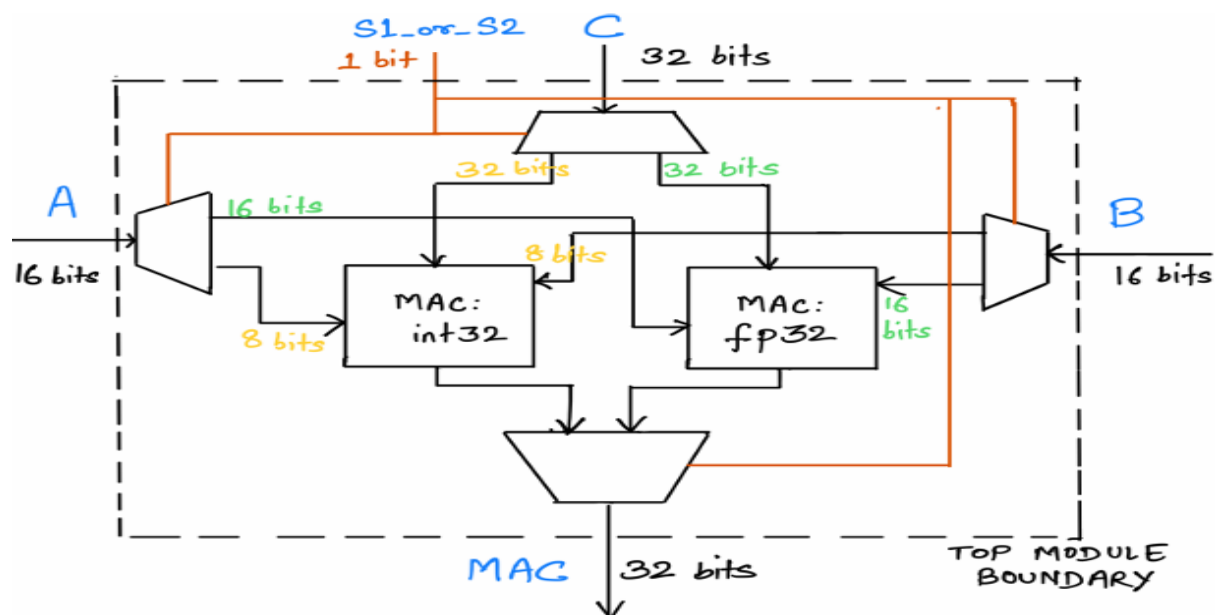 S1_or_S2
C
1 bit
32 bits
32 bits
32 bits
A
16 bits
B
16 bits
8 bits
16 bits
MAC:
int32
MAC:
fp32
16
bits
8 bits
16 bits
MAC
32 bits
TOP MODULE
BOUNDARY